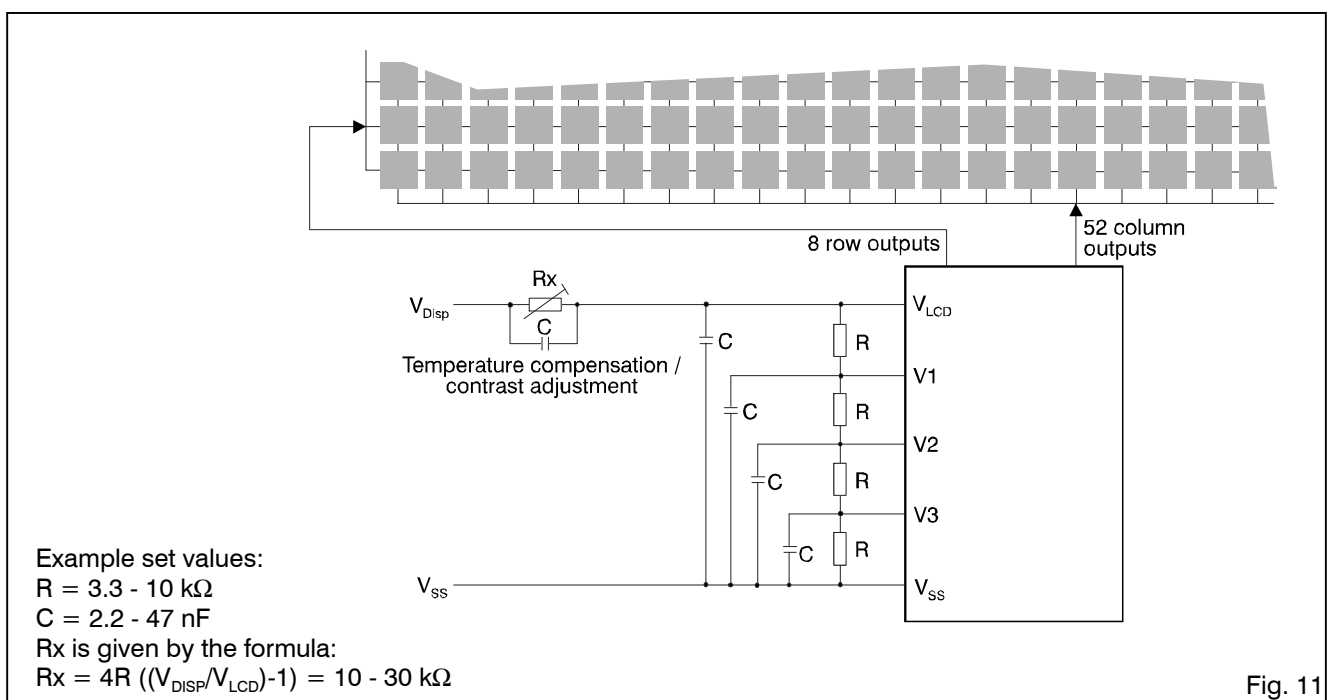 8 row outputs
52 column
outputs
Rx
V_Disp
C
Temperature compensation /
contrast adjustment
V_LCD
C
R
V1
C
R
V2
C
R
V3
C
R
V_SS
V_SS
Example set values:
R = 3.3 - 10 kΩ
C = 2.2 - 47 nF
Rx is given by the formula:
Rx = 4R ((V_DISP/V_LCD)-1) = 10 - 30 kΩ
Fig. 11